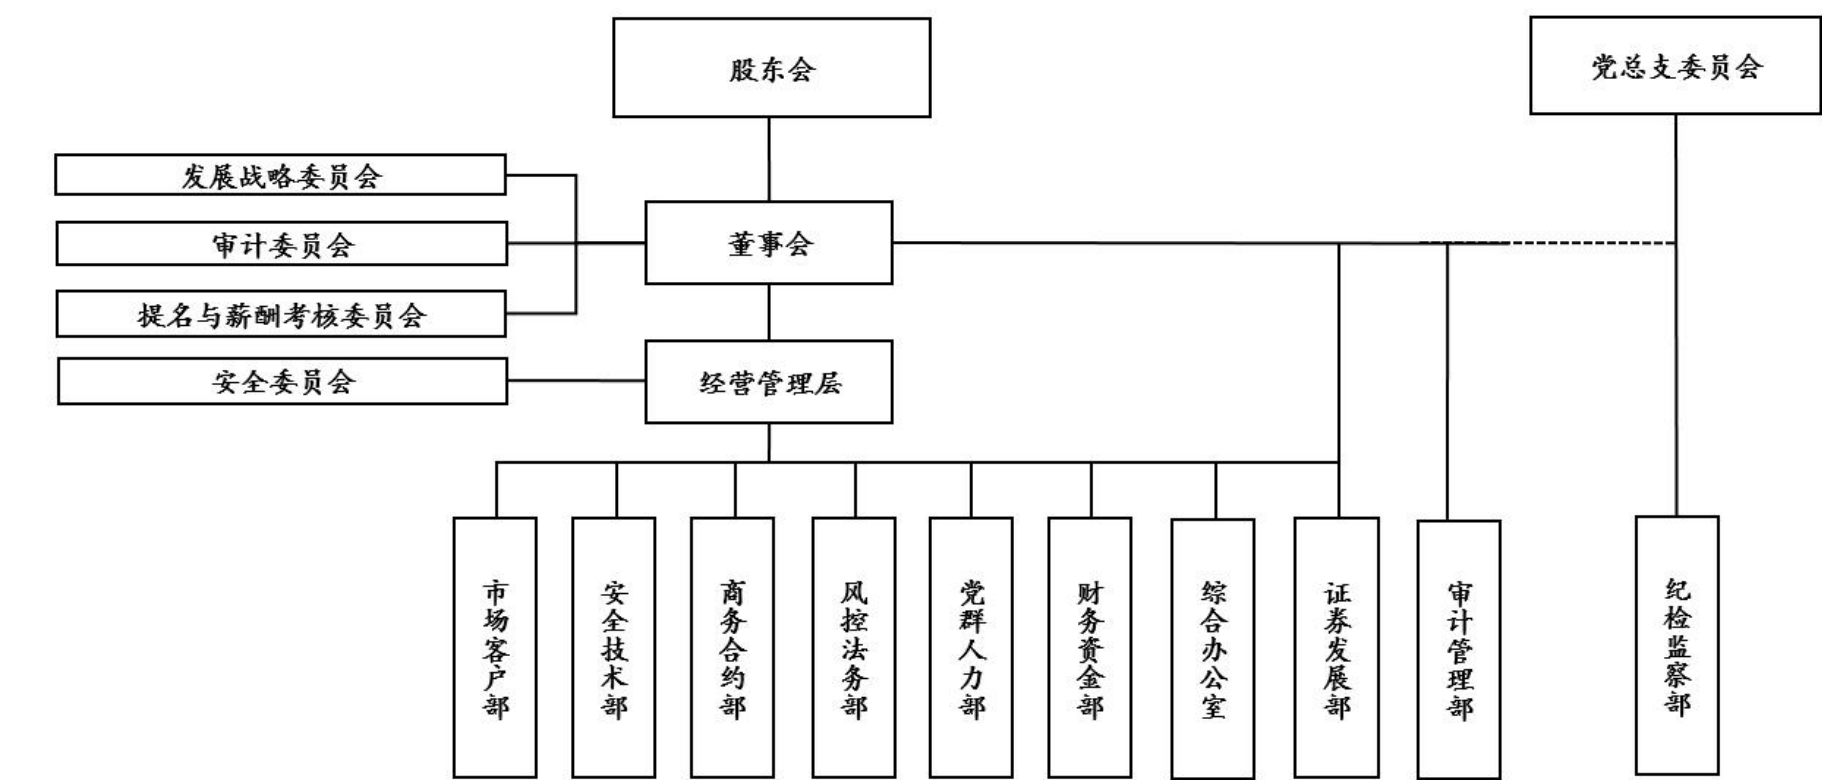 股东会
党总支委员会
发展战略委员会
审计委员会
董事会
提名与薪酬考核委员会
安全委员会
经营管理层
市场客户部
安全技术部
商务合约部
风控法务部
党群人力部
财务资金部
综合办公室
证券发展部
审计管理部
纪检监察部